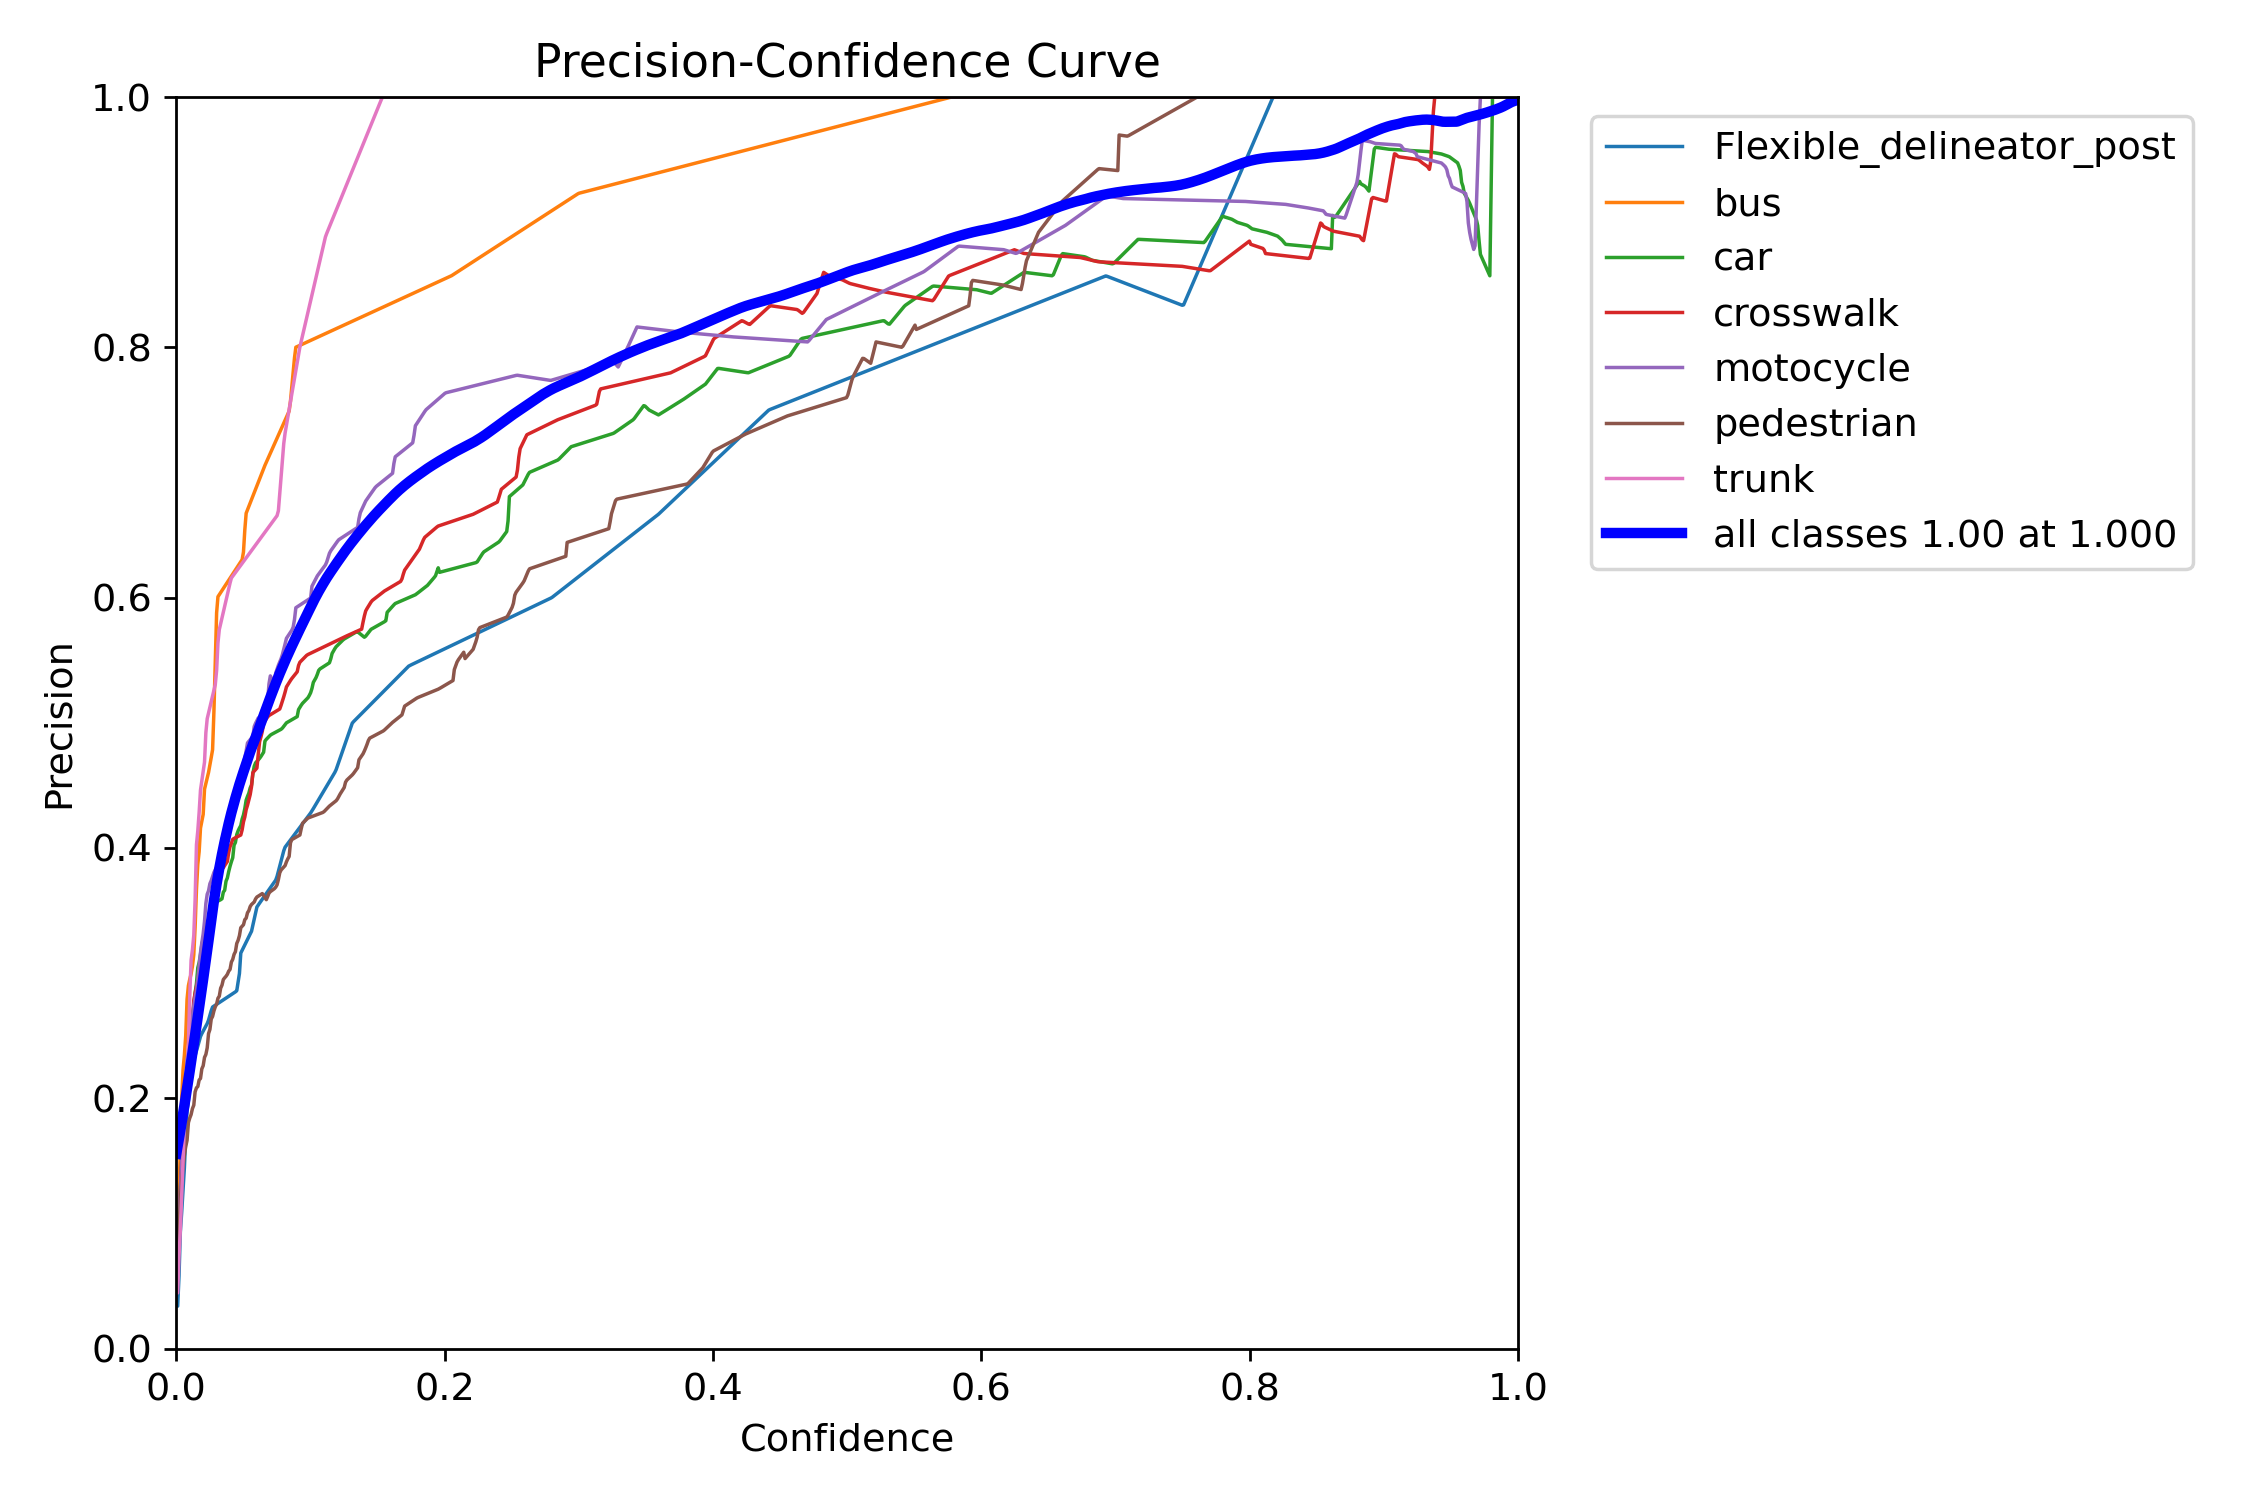 Precision-Confidence Curve
1.0
0.8
0.6
0.4
0.2
0.0
Precision
0.0 0.2 0.4 0.6 0.8 1.0
Confidence
Flexible_delineator_post
bus
car
crosswalk
motocycle
pedestrian
trunk
all classes 1.00 at 1.000